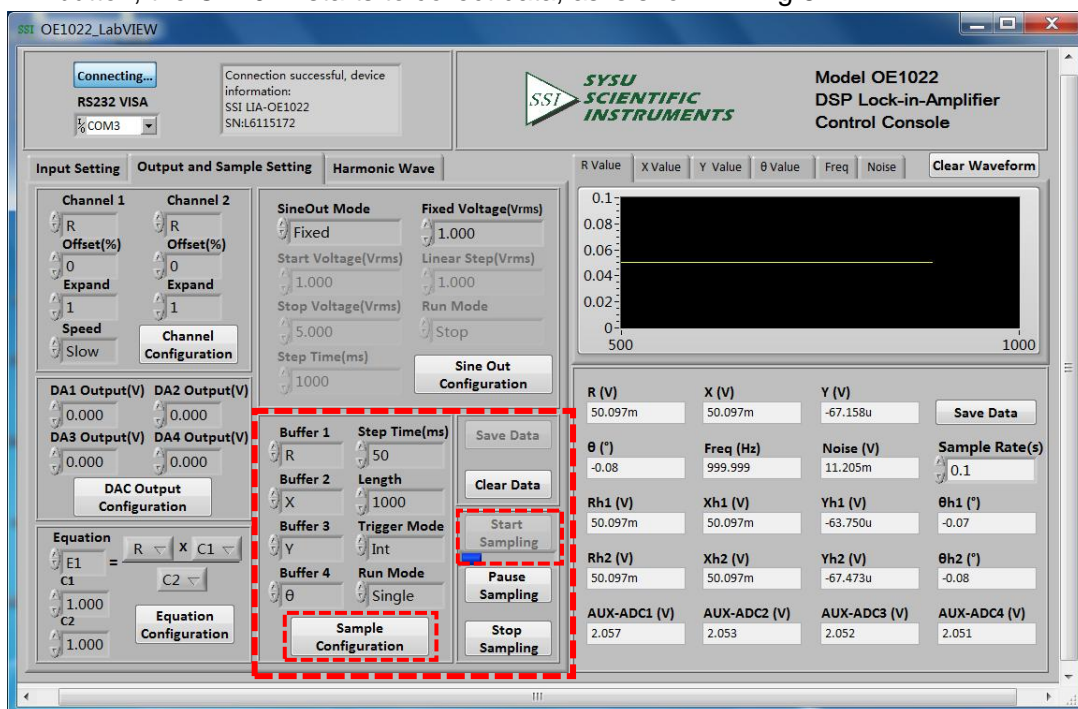 SSI OE1022_LabVIEW
Connecting...
RS232 VISA
COM3
Connection successful, device
information:
SSI LIA-OE1022
SN:L6115172
SSI
SYSU
SCIENTIFIC
INSTRUMENTS
Model OE1022
DSP Lock-in-Amplifier
Control Console
Input Setting Output and Sample Setting Harmonic Wave
Channel 1 Channel 2
R R
Offset(%) Offset(%)
0 0
Expand Expand
1 1
Speed
Slow
Channel
Configuration
SineOut Mode Fixed Voltage(Vrms)
Fixed 1.000
Start Voltage(Vrms) Linear Step(Vrms)
1.000 1.000
Stop Voltage(Vrms) Run Mode
5.000 Stop
Step Time(ms)
1000
Sine Out
Configuration
DA1 Output(V) DA2 Output(V)
0.000 0.000
DA3 Output(V) DA4 Output(V)
0.000 0.000
DAC Output
Configuration
Equation
E1 = R X C1
C2
C1
1.000
C2
1.000
Equation
Configuration
Buffer 1 Step Time(ms)
R 50
Buffer 2 Length
X 1000
Buffer 3 Trigger Mode
Y Int
Buffer 4 Run Mode
θ Single
Sample
Configuration
Save Data
Clear Data
Start
Sampling
Pause
Sampling
Stop
Sampling
R Value X Value Y Value θ Value Freq Noise Clear Waveform
0.1
0.08
0.06
0.04
0.02
0
500 1000
R (V) X (V) Y (V)
50.097m 50.097m -67.158u Save Data
θ (°) Freq (Hz) Noise (V) Sample Rate(s)
-0.08 999.999 11.205m 0.1
Rh1 (V) Xh1 (V) Yh1 (V) θh1 (°)
50.097m 50.097m -63.750u -0.07
Rh2 (V) Xh2 (V) Yh2 (V) θh2 (°)
50.097m 50.097m -67.473u -0.08
AUX-ADC1 (V) AUX-ADC2 (V) AUX-ADC3 (V) AUX-ADC4 (V)
2.057 2.053 2.052 2.051